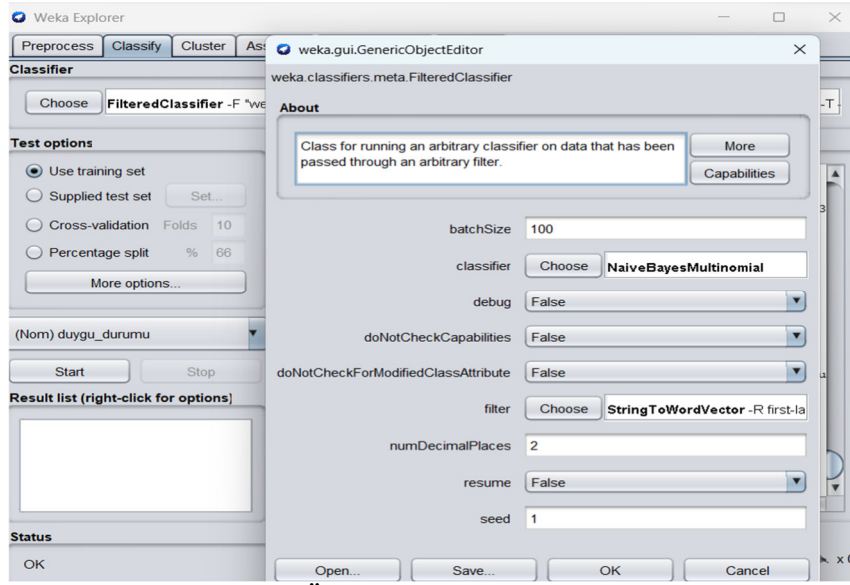 Weka Explorer
Preprocess Classify Cluster
Classifier
Choose FilteredClassifier -F "we
-T
Test options
Use training set
Supplied test set Set...
Cross-validation Folds 10
Percentage split % 66
More options...
(Nom) duygu_durumu
Start Stop
Result list (right-click for options)
Status
OK
weka.gui.GenericObjectEditor
weka.classifiers.meta.FilteredClassifier
About
Class for running an arbitrary classifier on data that has been
passed through an arbitrary filter.
More
Capabilities
batchSize 100
classifier Choose NaiveBayesMultinomial
debug False
doNotCheckCapabilities False
doNotCheckForModifiedClassAttribute False
filter Choose StringToWordVector -R first-la
numDecimalPlaces 2
resume False
seed 1
Open... Save... OK Cancel
x 0